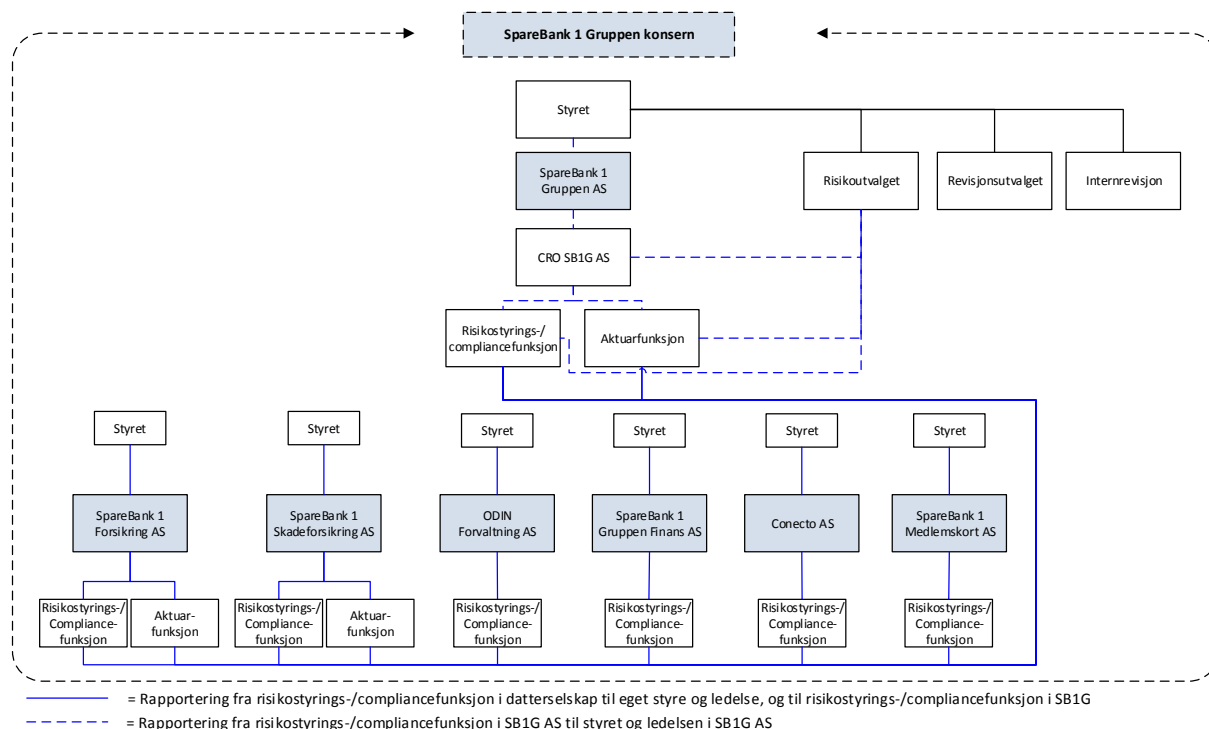 SpareBank 1 Gruppen konsern
Styret
SpareBank 1
Gruppen AS
Risikoutvalget
Revisjonsutvalget
Internrevisjon
CRO SB1G AS
Risikostyrings-/
compliancefunksjon
Aktuarfunksjon
Styret
Styret
Styret
Styret
Styret
Styret
SpareBank 1
Forsikring AS
SpareBank 1
Skadeforsikring AS
ODIN
Forvaltning AS
SpareBank 1
Gruppen Finans AS
Conecto AS
SpareBank 1
Medlemskort AS
Risikostyrings-/
Compliance-
funksjon
Aktuar-
funksjon
Risikostyrings-/
Compliance-
funksjon
Aktuar-
funksjon
Risikostyrings-/
Compliance-
funksjon
Risikostyrings-/
Compliance-
funksjon
Risikostyrings-/
Compliance-
funksjon
Risikostyrings-/
Compliance-
funksjon
= Rapportering fra risikostyrings-/compliancefunksjon i datterselskap til eget styre og ledelse, og til risikostyrings-/compliancefunksjon i SB1G
= Rapportering fra risikostyrings-/compliancefunksjon i SB1G AS til styret og ledelsen i SB1G AS